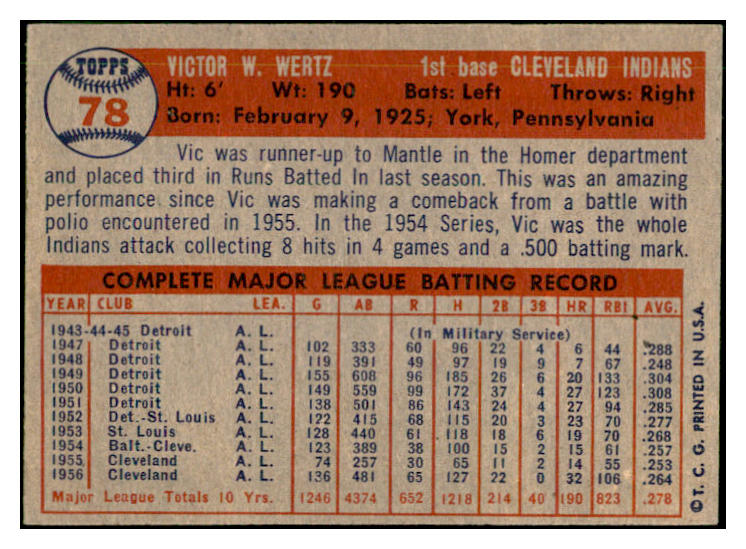 TOPPS
78
VICTOR W. WERTZ 1st base CLEVELAND INDIANS
Ht: 6' Wt: 190 Bats: Left Throws: Right
Born: February 9, 1925; York, Pennsylvania
Vic was runner-up to Mantle in the Homer department
and placed third in Runs Batted In last season. This was an amazing
performance since Vic was making a comeback from a battle with
polio encountered in 1955. In the 1954 Series, Vic was the whole
Indians attack collecting 8 hits in 4 games and a .500 batting mark.
COMPLETE MAJOR LEAGUE BATTING RECORD
YEAR CLUB LEA. G AB R H 2B 3B HR RBI AVG.
1943-44-45 Detroit A. L. (In Military Service)
1947 Detroit A. L. 102 333 60 96 22 4 6 44 .288
1948 Detroit A. L. 119 391 49 97 19 9 7 67 .248
1949 Detroit A. L. 155 608 96 185 26 6 20 133 .304
1950 Detroit A. L. 149 559 99 172 37 4 27 123 .308
1951 Detroit A. L. 138 501 86 143 24 4 27 94 .285
1952 Det.-St. Louis A. L. 122 415 68 115 20 3 23 70 .277
1953 St. Louis A. L. 128 440 61 118 18 6 19 70 .268
1954 Balt.-Cleve. A. L. 123 389 38 100 15 2 15 61 .257
1955 Cleveland A. L. 74 257 30 65 11 2 14 55 .253
1956 Cleveland A. L. 136 481 65 127 22 0 32 106 .264
Major League Totals 10 Yrs. 1246 4374 652 1218 214 40 190 823 .278
© T. C. G. PRINTED IN U.S.A.